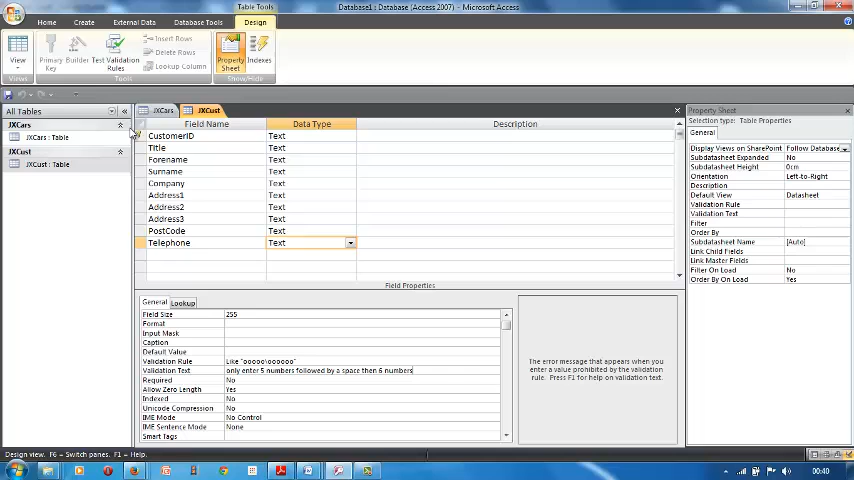 Table Tools
Database1 : Database (Access 2007) - Microsoft Access
Home Create External Data Database Tools Design
View Primary Key Builder Test Validation Rules Insert Rows Delete Rows Lookup Column Property Sheet Indexes
Views Tools Show/Hide
All Tables
JXCars
JXCars : Table
JXCust
JXCust : Table
JXCars JXCust
Field Name Data Type Description
CustomerID Text
Title Text
Forename Text
Surname Text
Company Text
Address1 Text
Address2 Text
Address3 Text
PostCode Text
Telephone Text
Field Properties
General Lookup
Field Size 255
Format
Input Mask
Caption
Default Value
Validation Rule Like "ooooo\oooooo"
Validation Text only enter 5 numbers followed by a space then 6 numbers
Required No
Allow Zero Length Yes
Indexed No
Unicode Compression No
IME Mode No Control
IME Sentence Mode None
Smart Tags
The error message that appears when you
enter a value prohibited by the validation
rule. Press F1 for help on validation text.
Property Sheet
Selection type: Table Properties
General
Display Views on SharePoint Follow Database
Subdatasheet Expanded No
Subdatasheet Height 0cm
Orientation Left-to-Right
Description
Default View Datasheet
Validation Rule
Validation Text
Filter
Order By
Subdatasheet Name [Auto]
Link Child Fields
Link Master Fields
Filter On Load No
Order By On Load Yes
Design view. F6 = Switch panes. F1 = Help.
00:40